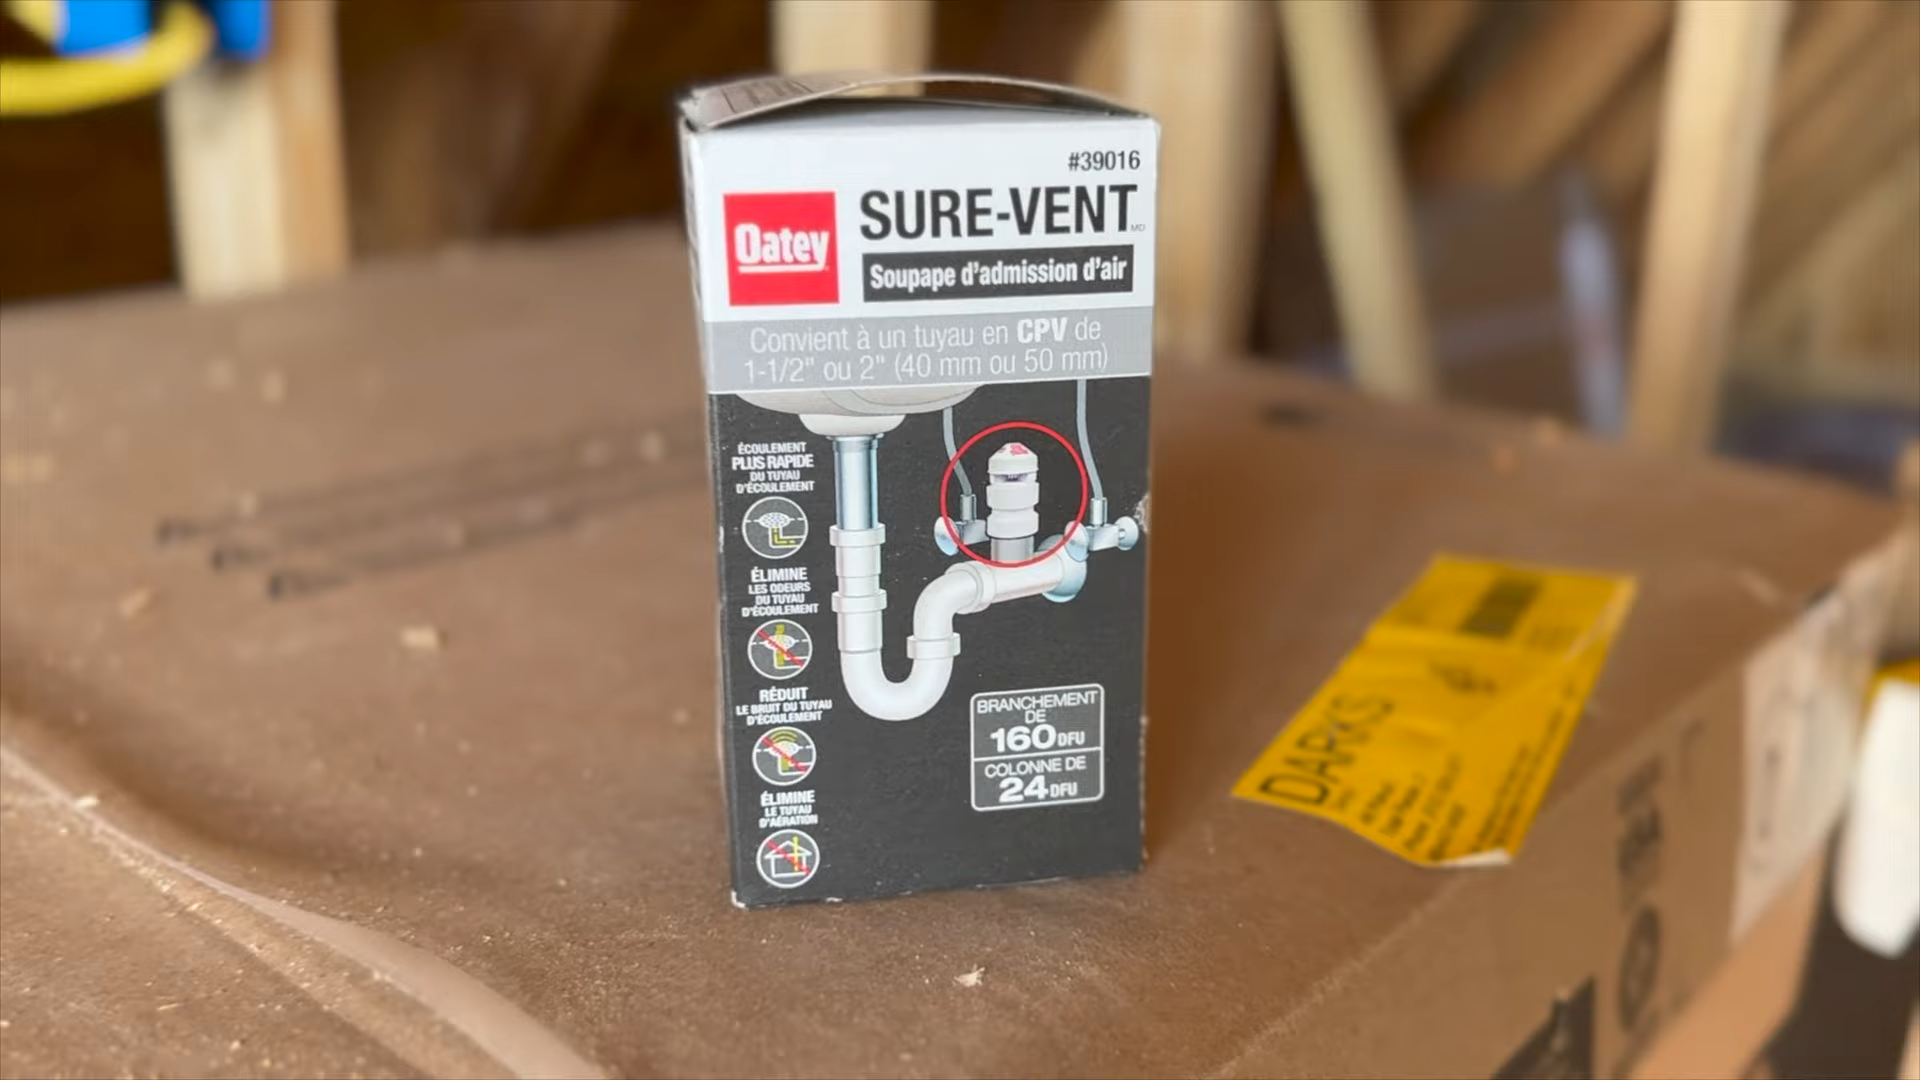 #39016
Oatey
SURE-VENT
MD
Soupape d'admission d'air
Convient à un tuyau en CPV de
1-1/2" ou 2" (40 mm ou 50 mm)
ÉCOULEMENT
PLUS RAPIDE
DU TUYAU
D'ÉCOULEMENT
ÉLIMINE
LES ODEURS
DU TUYAU
D'ÉCOULEMENT
RÉDUIT
LE BRUIT DU TUYAU
D'ÉCOULEMENT
ÉLIMINE
LE TUYAU
D'AÉRATION
BRANCHEMENT
DE
160 DFU
COLONNE DE
24 DFU
DARKS